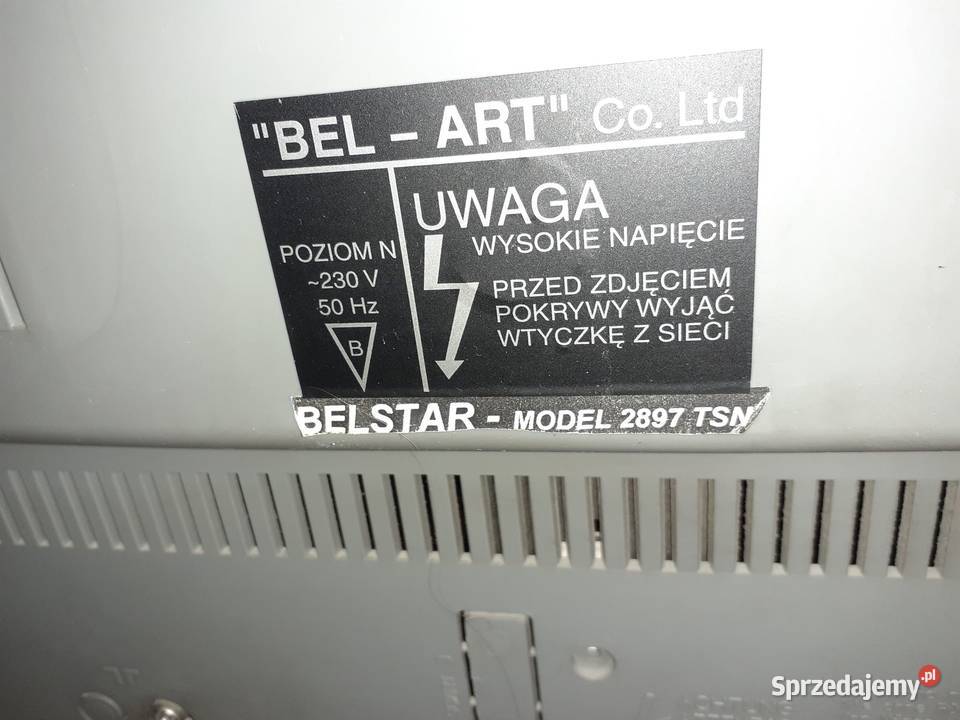 "BEL – ART" Co. Ltd
POZIOM N
~230 V
50 Hz
B
UWAGA
WYSOKIE NAPIĘCIE
PRZED ZDJĘCIEM
POKRYWY WYJĄĆ
WTYCZKĘ Z SIECI
BELSTAR - MODEL 2897 TSN
Sprzedajemy.pl